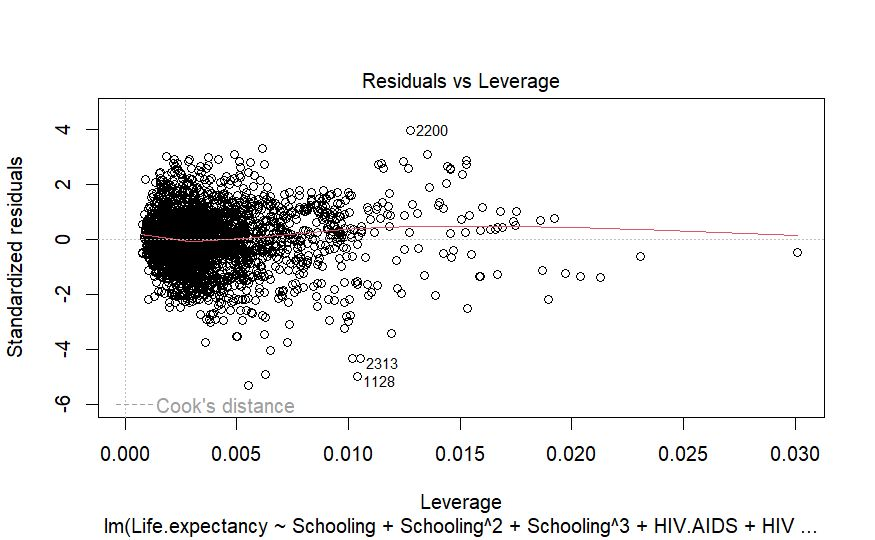 Residuals vs Leverage
4
2
0
-2
-4
-6
Standardized residuals
2200
2313
1128
Cook's distance
0.000 0.005 0.010 0.015 0.020 0.025 0.030
Leverage
lm(Life.expectancy ~ Schooling + Schooling^2 + Schooling^3 + HIV.AIDS + HIV ...